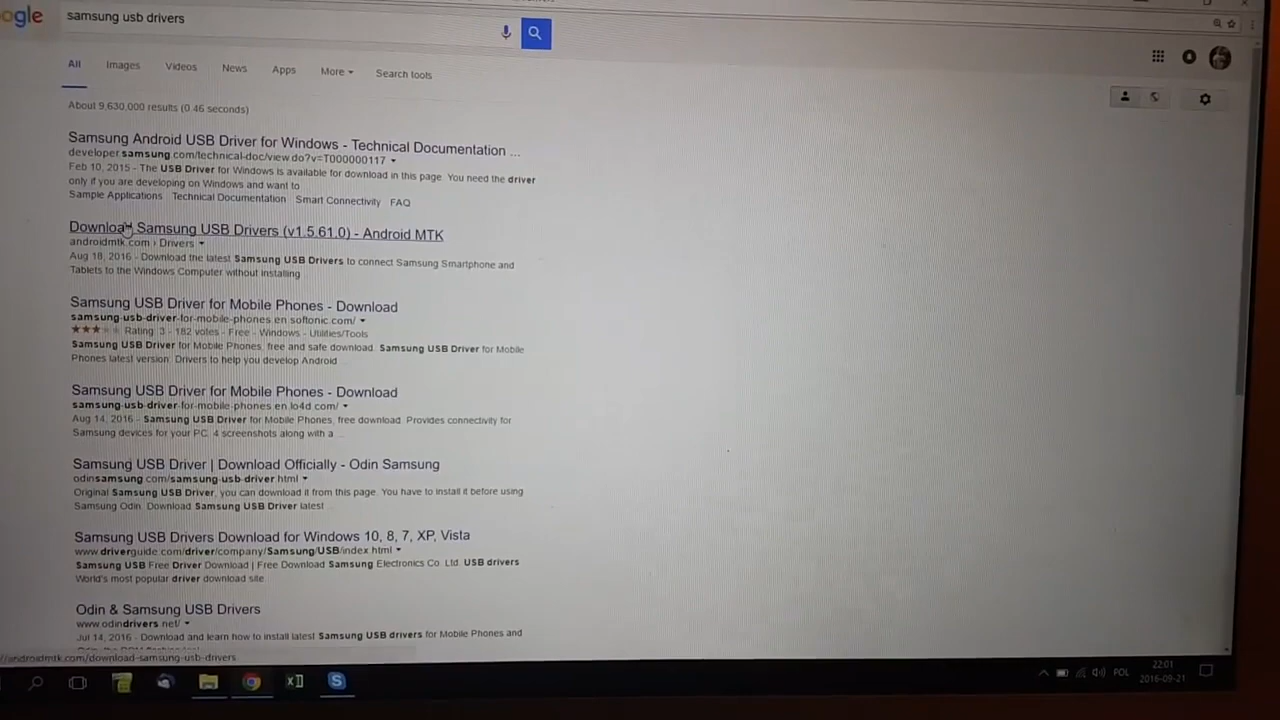 ogle
samsung usb drivers
All Images Videos News Apps More Search tools
About 9,630,000 results (0.46 seconds)
Samsung Android USB Driver for Windows - Technical Documentation ...
developer.samsung.com/technical-doc/view.do?v=T000000117
Feb 10, 2015 - The USB Driver for Windows is available for download in this page. You need the driver
only if you are developing on Windows and want to
Sample Applications Technical Documentation Smart Connectivity FAQ
Download Samsung USB Drivers (v1.5.61.0) - Android MTK
androidmtk.com › Drivers
Aug 18, 2016 - Download the latest Samsung USB Drivers to connect Samsung Smartphone and
Tablets to the Windows Computer without installing
Samsung USB Driver for Mobile Phones - Download
samsung-usb-driver-for-mobile-phones.en.softonic.com/
Rating: 3 - 182 votes - Free - Windows - Utilities/Tools
Samsung USB Driver for Mobile Phones, free and safe download. Samsung USB Driver for Mobile
Phones latest version: Drivers to help you develop Android
Samsung USB Driver for Mobile Phones - Download
samsung-usb-driver-for-mobile-phones.en.lo4d.com/
Aug 14, 2016 - Samsung USB Driver for Mobile Phones, free download. Provides connectivity for
Samsung devices for your PC. 4 screenshots along with a ...
Samsung USB Driver | Download Officially - Odin Samsung
odinsamsung.com/samsung-usb-driver.html
Original Samsung USB Driver, you can download it from this page. You have to install it before using
Samsung Odin. Download Samsung USB Driver latest
Samsung USB Drivers Download for Windows 10, 8, 7, XP, Vista
www.driverguide.com/driver/company/Samsung/USB/index.html
Samsung USB Free Driver Download | Free Download Samsung Electronics Co. Ltd. USB drivers
World's most popular driver download site.
Odin & Samsung USB Drivers
www.odindrivers.net/
Jul 14, 2016 - Download and learn how to install latest Samsung USB drivers for Mobile Phones and
//androidmtk.com/download-samsung-usb-drivers
POL
22:01
2016-09-21